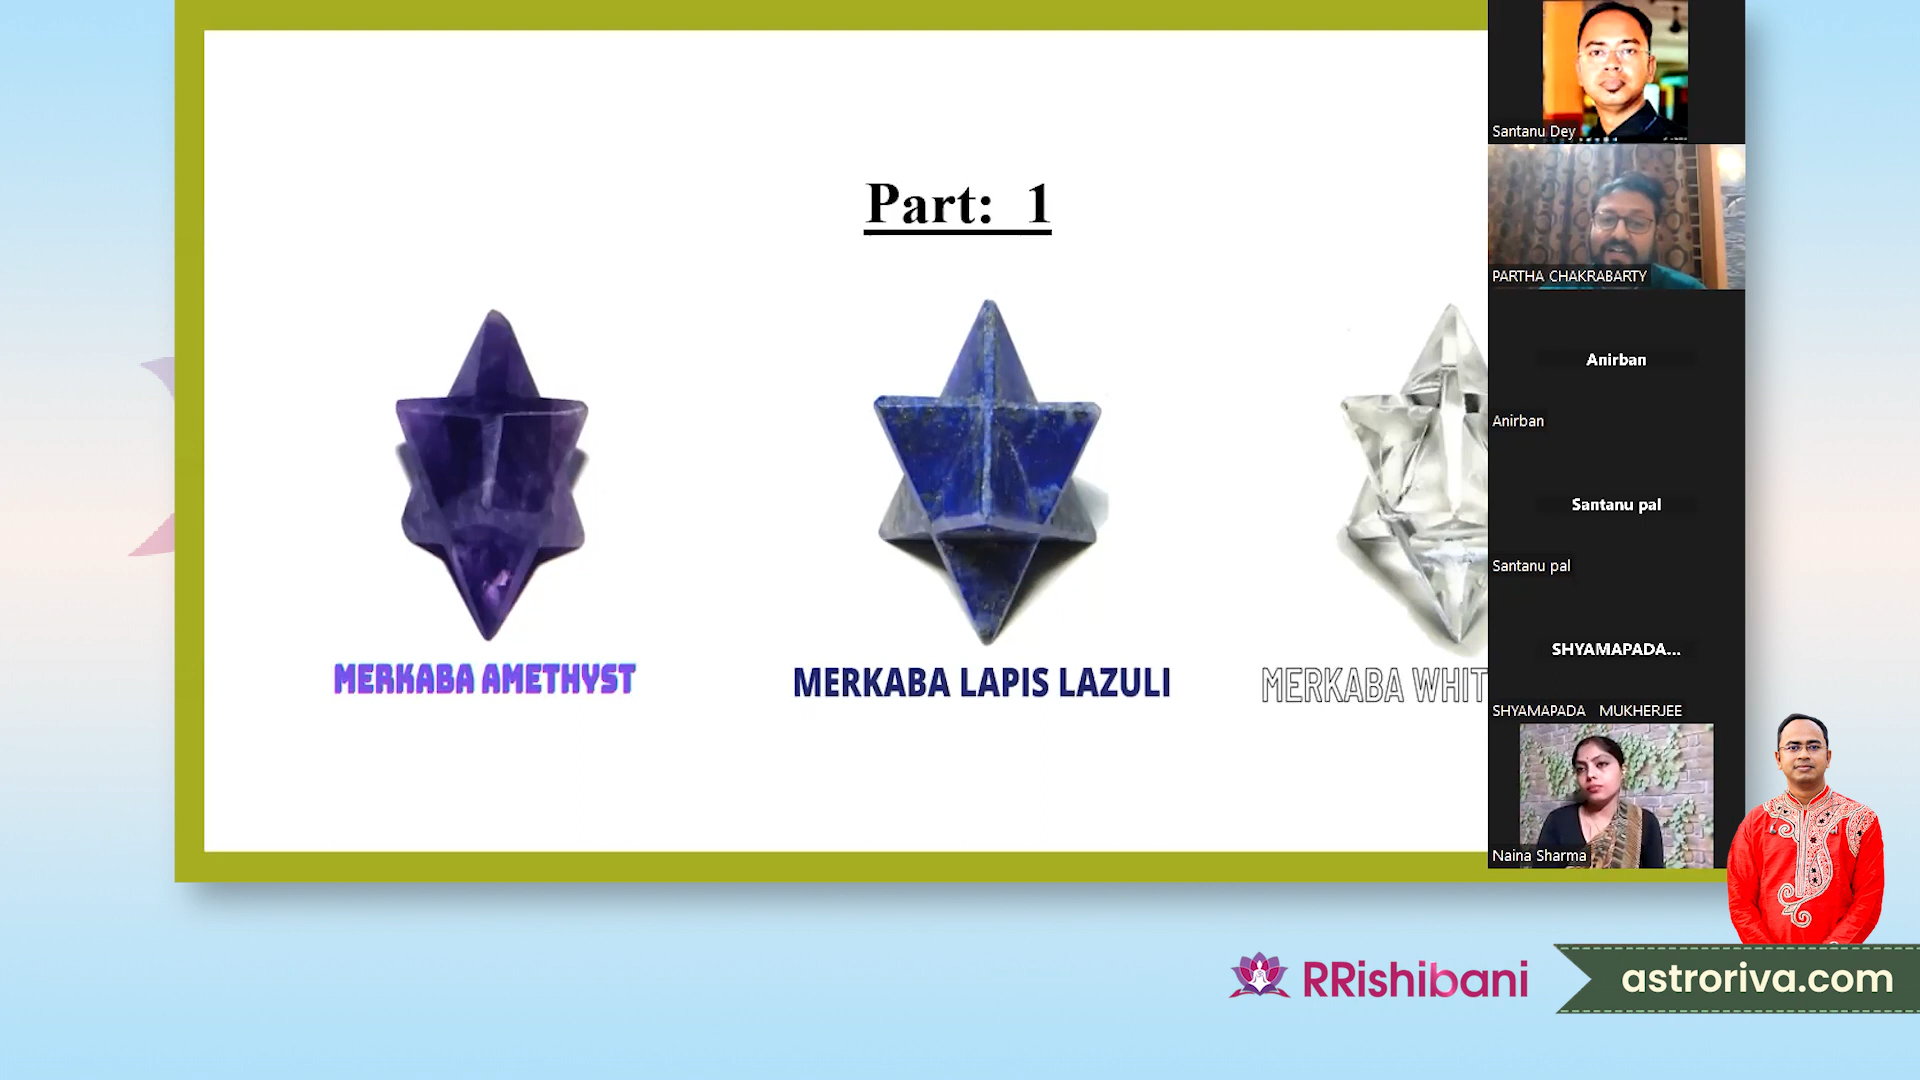 Part: 1
MERKABA AMETHYST
MERKABA LAPIS LAZULI
MERKABA WHIT
Santanu Dey
PARTHA CHAKRABARTY
Anirban
Anirban
Santanu pal
Santanu pal
SHYAMAPADA...
SHYAMAPADA MUKHERJEE
Naina Sharma
RRishibani
astroriva.com